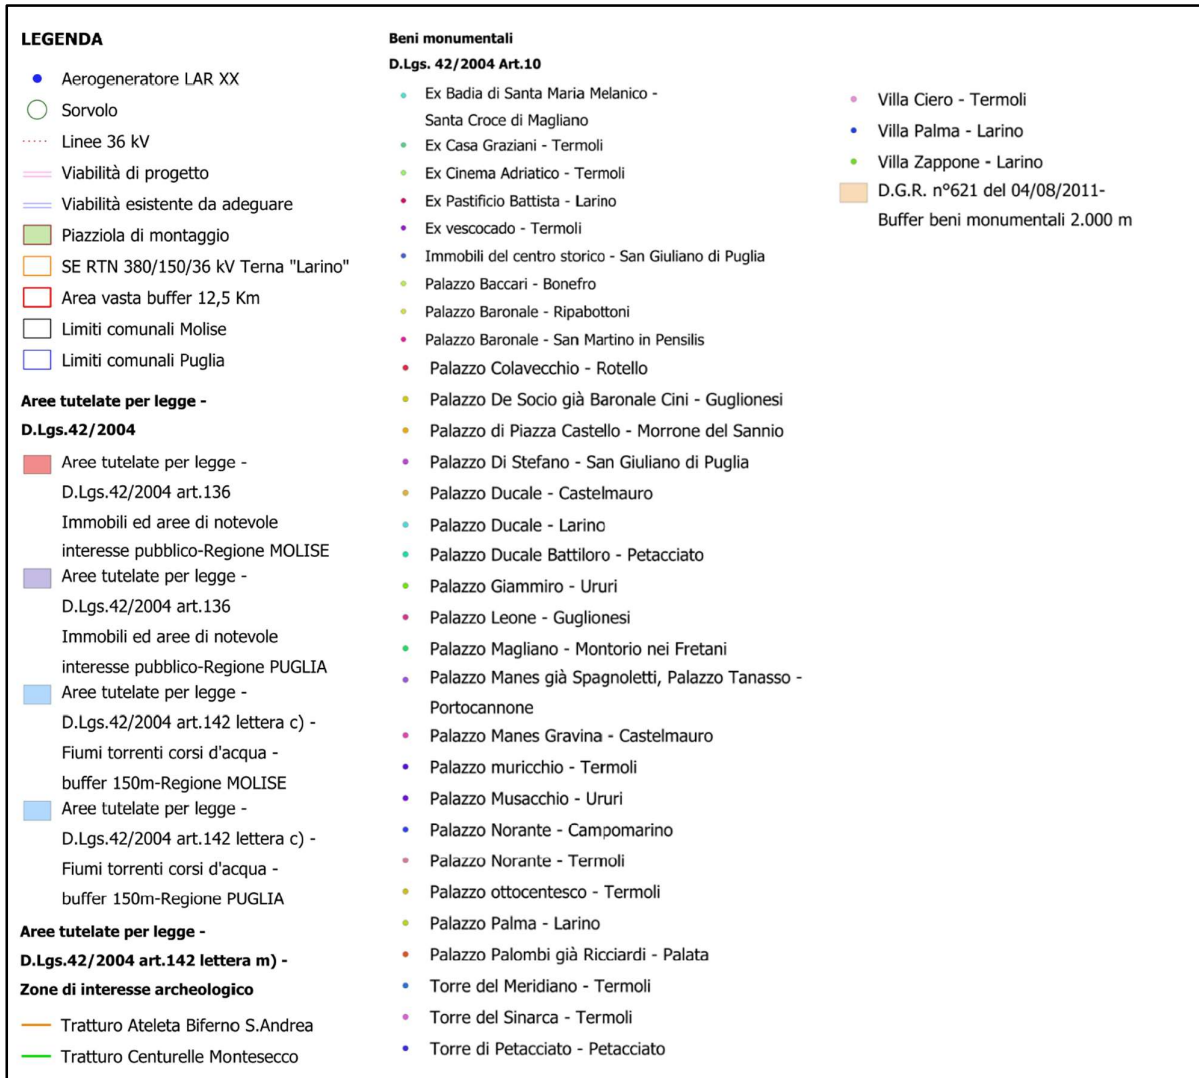 LEGENDA
Aerogeneratore LAR XX
Sorvolo
Linee 36 kV
Viabilità di progetto
Viabilità esistente da adeguare
Piazziola di montaggio
SE RTN 380/150/36 kV Terna "Larino"
Area vasta buffer 12,5 Km
Limiti comunali Molise
Limiti comunali Puglia
Aree tutelate per legge -
D.Lgs.42/2004
Aree tutelate per legge -
D.Lgs.42/2004 art.136
Immobili ed aree di notevole
interesse pubblico-Regione MOLISE
Aree tutelate per legge -
D.Lgs.42/2004 art.136
Immobili ed aree di notevole
interesse pubblico-Regione PUGLIA
Aree tutelate per legge -
D.Lgs.42/2004 art.142 lettera c) -
Fiumi torrenti corsi d'acqua -
buffer 150m-Regione MOLISE
Aree tutelate per legge -
D.Lgs.42/2004 art.142 lettera c) -
Fiumi torrenti corsi d'acqua -
buffer 150m-Regione PUGLIA
Aree tutelate per legge -
D.Lgs.42/2004 art.142 lettera m) -
Zone di interesse archeologico
Tratturo Ateleta Biferno S.Andrea
Tratturo Centurelle Montesecco
Beni monumentali
D.Lgs. 42/2004 Art.10
Ex Badia di Santa Maria Melanico -
Santa Croce di Magliano
Ex Casa Graziani - Termoli
Ex Cinema Adriatico - Termoli
Ex Pastificio Battista - Larino
Ex vescocado - Termoli
Immobili del centro storico - San Giuliano di Puglia
Palazzo Baccari - Bonefro
Palazzo Baronale - Ripabottoni
Palazzo Baronale - San Martino in Pensilis
Palazzo Colavecchio - Rotello
Palazzo De Socio già Baronale Cini - Guglionesi
Palazzo di Piazza Castello - Morrone del Sannio
Palazzo Di Stefano - San Giuliano di Puglia
Palazzo Ducale - Castelmauro
Palazzo Ducale - Larino
Palazzo Ducale Battiloro - Petacciato
Palazzo Giammiro - Ururi
Palazzo Leone - Guglionesi
Palazzo Magliano - Montorio nei Fretani
Palazzo Manes già Spagnoletti, Palazzo Tanasso -
Portocannone
Palazzo Manes Gravina - Castelmauro
Palazzo muricchio - Termoli
Palazzo Musacchio - Ururi
Palazzo Norante - Campomarino
Palazzo Norante - Termoli
Palazzo ottocentesco - Termoli
Palazzo Palma - Larino
Palazzo Palombi già Ricciardi - Palata
Torre del Meridiano - Termoli
Torre del Sinarca - Termoli
Torre di Petacciato - Petacciato
Villa Ciero - Termoli
Villa Palma - Larino
Villa Zappone - Larino
D.G.R. n°621 del 04/08/2011-
Buffer beni monumentali 2.000 m